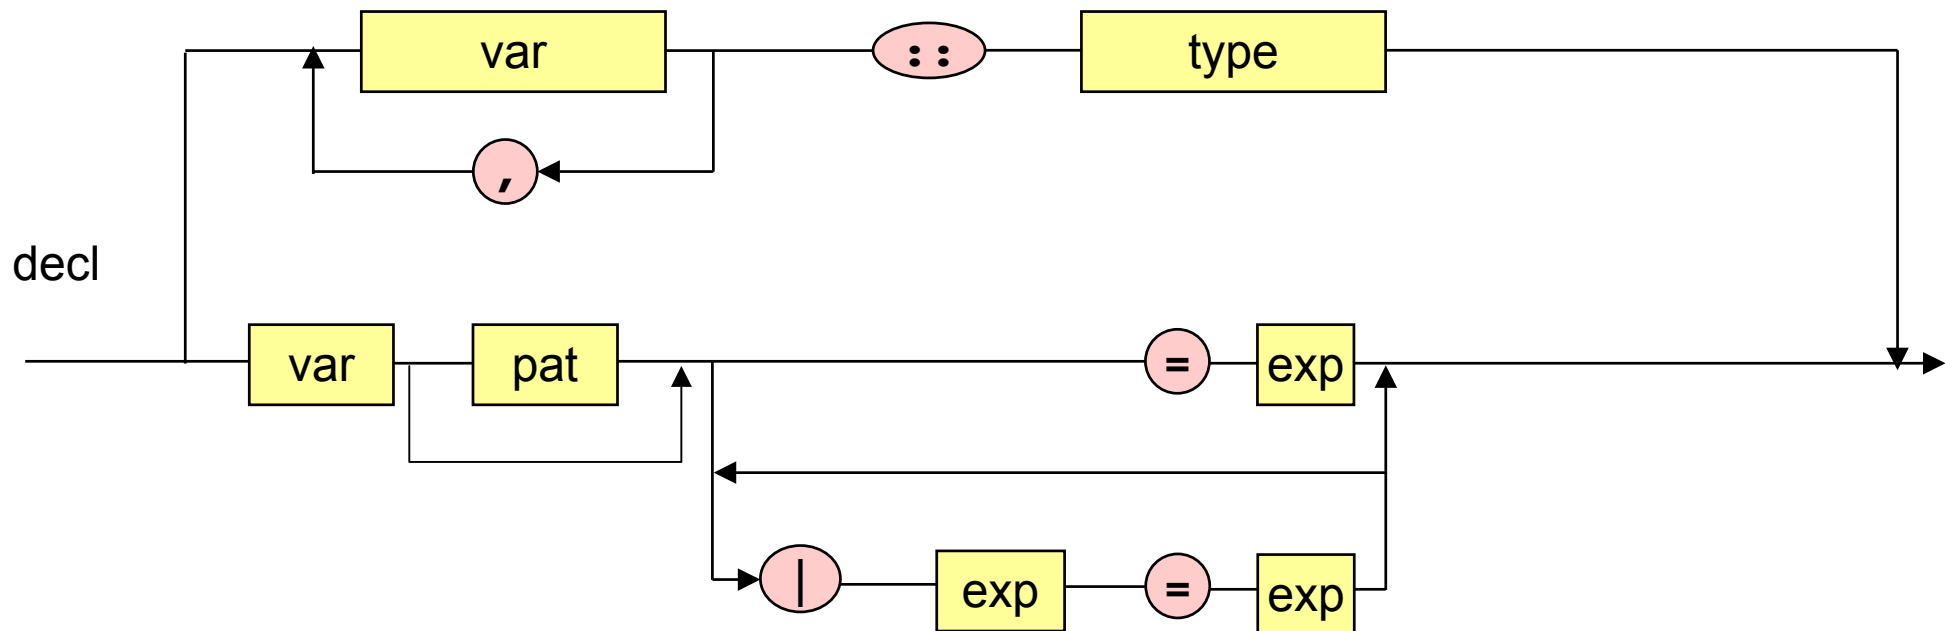 var :: type
,
decl
var pat = exp
| exp = exp